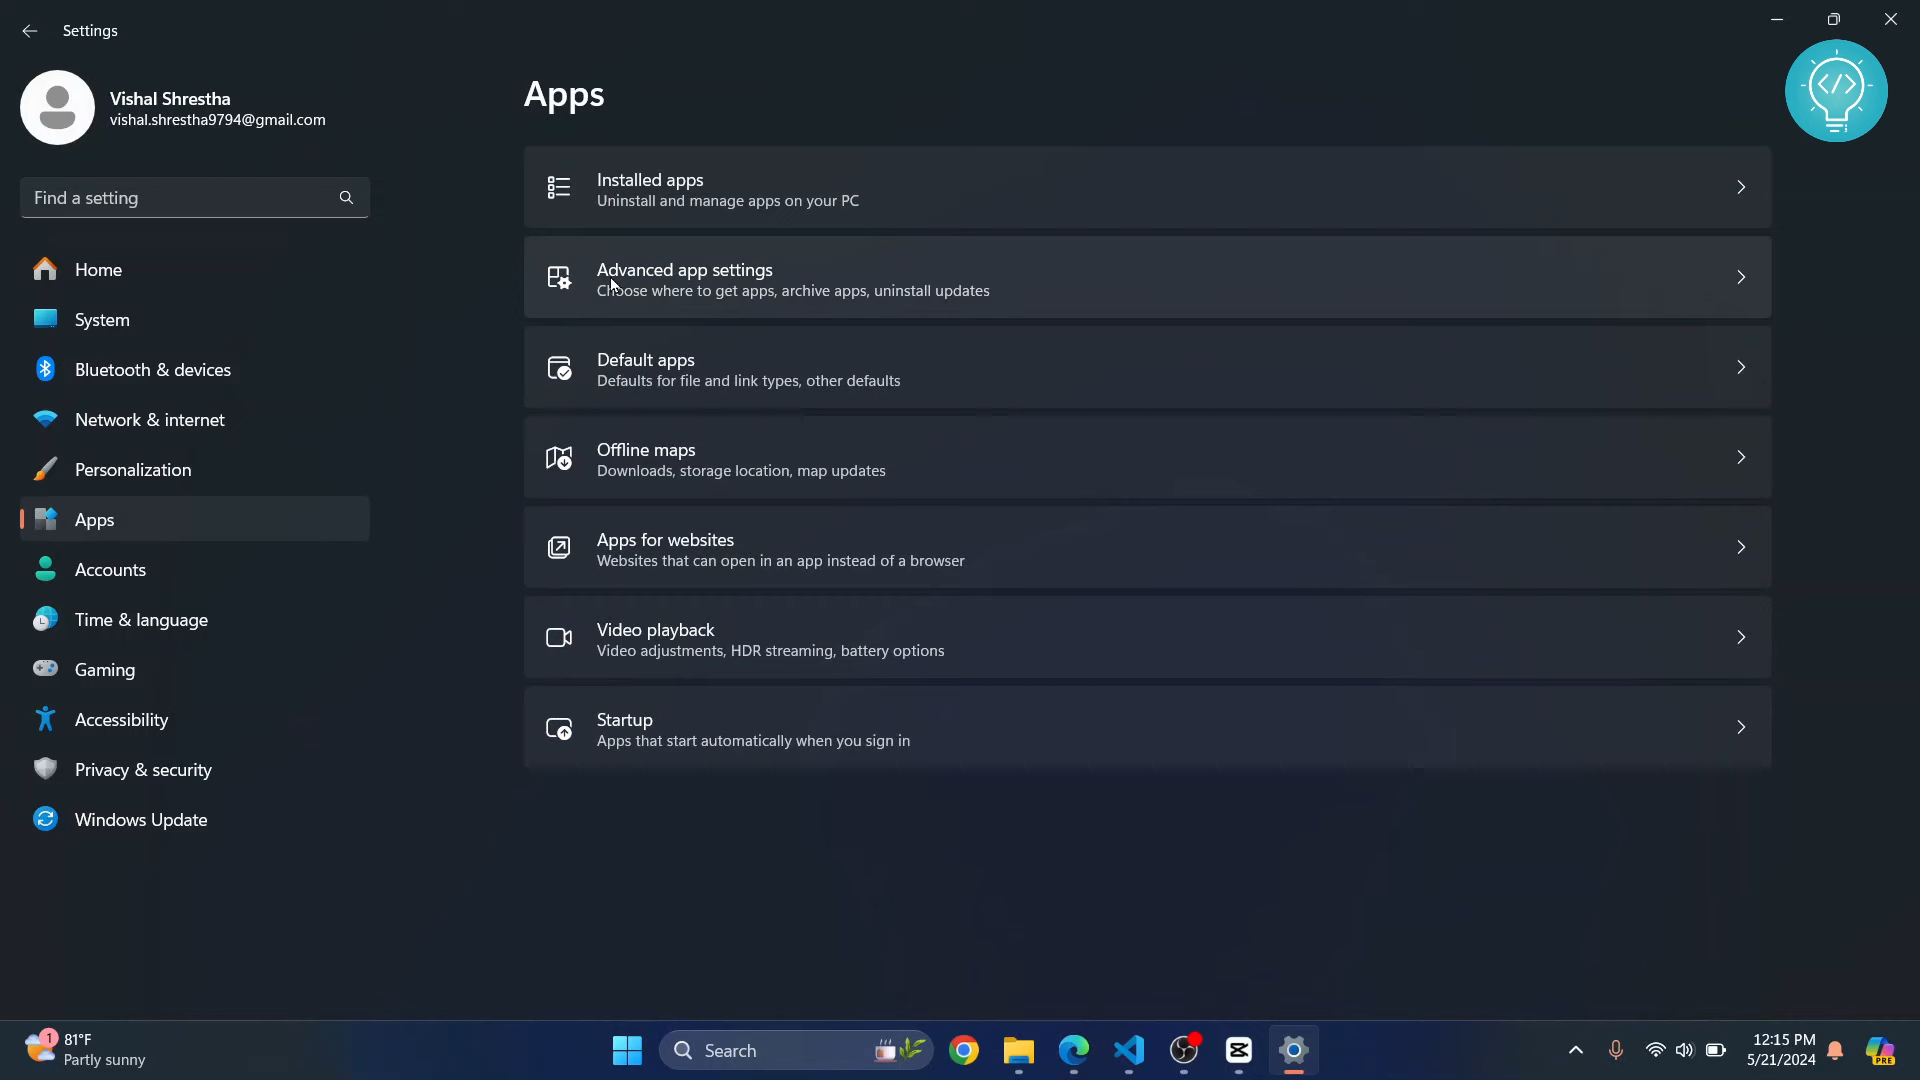 Settings
Vishal Shrestha
vishal.shrestha9794@gmail.com
Find a setting
Home
System
Bluetooth & devices
Network & internet
Personalization
Apps
Accounts
Time & language
Gaming
Accessibility
Privacy & security
Windows Update
Apps
Installed apps
Uninstall and manage apps on your PC
Advanced app settings
Choose where to get apps, archive apps, uninstall updates
Default apps
Defaults for file and link types, other defaults
Offline maps
Downloads, storage location, map updates
Apps for websites
Websites that can open in an app instead of a browser
Video playback
Video adjustments, HDR streaming, battery options
Startup
Apps that start automatically when you sign in
</>
1
81°F
Partly sunny
Search
12:15 PM
5/21/2024
PRE